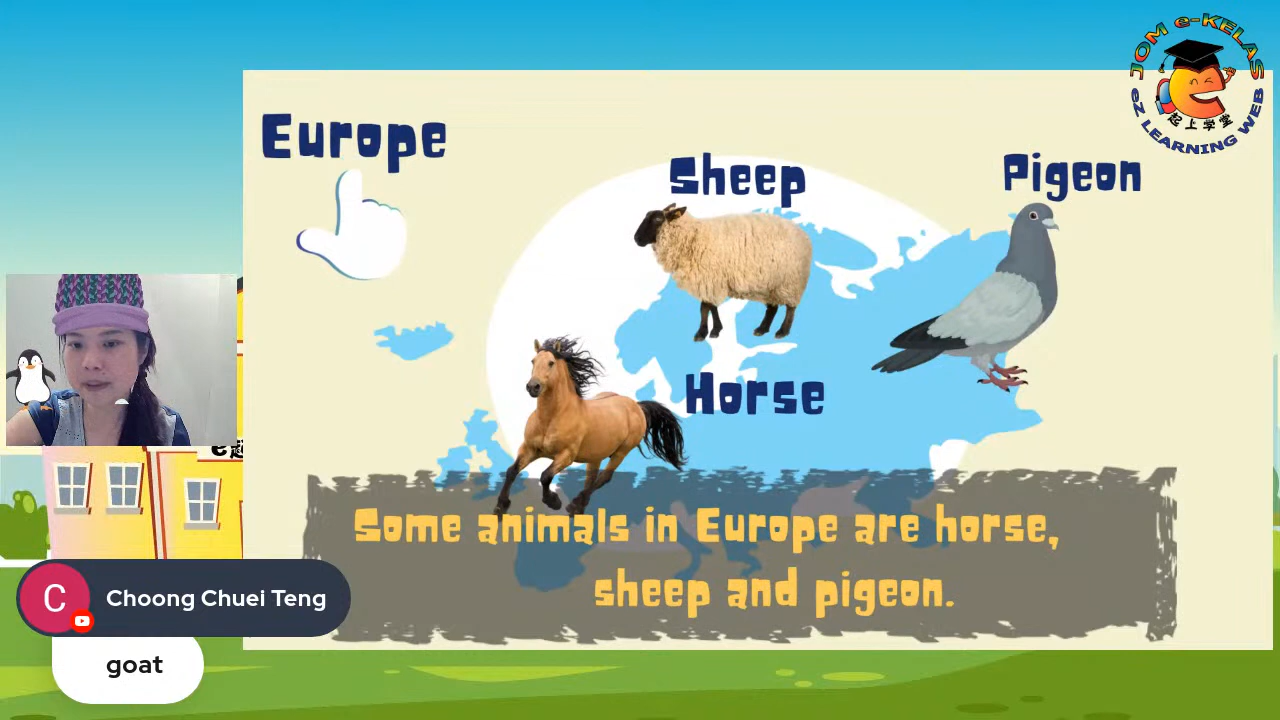 JOM e-KELAS
起上学堂
eZ LEARNING WEB
Europe
Sheep
Pigeon
Horse
Some animals in Europe are horse,
sheep and pigeon.
C
Choong Chuei Teng
goat